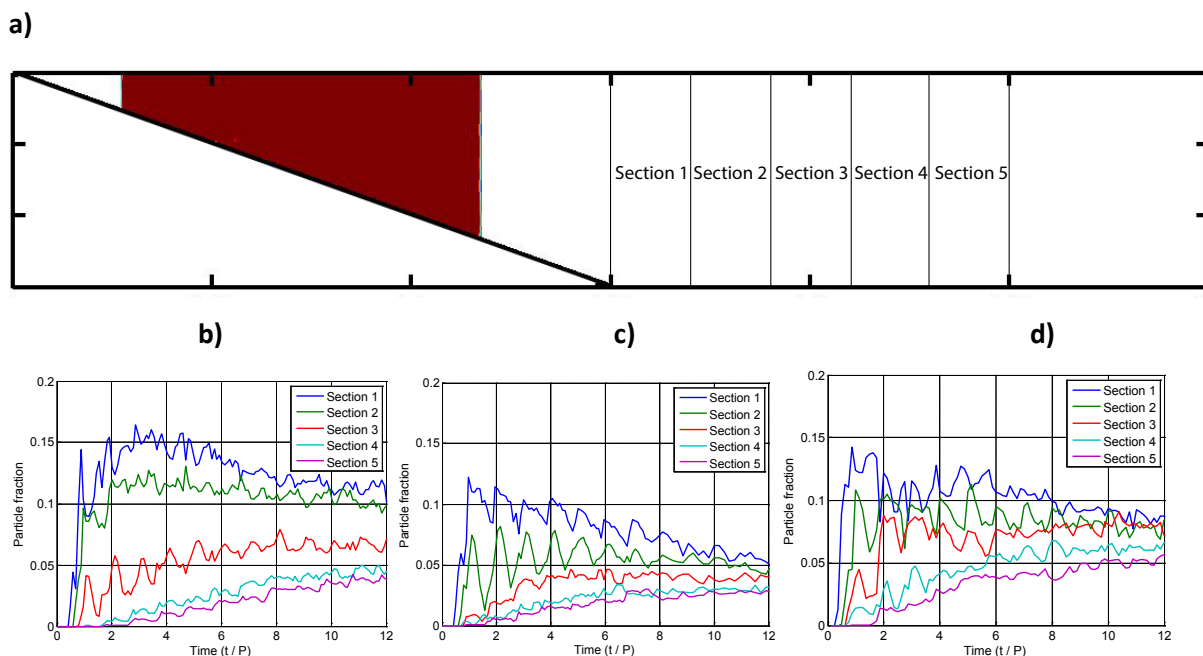 a)
Section 1 Section 2 Section 3 Section 4 Section 5
b)
0.2
0.15
0.1
0.05
0
Particle fraction
Section 1
Section 2
Section 3
Section 4
Section 5
0 2 4 6 8 10 12
Time (t / P)
c)
0.2
0.15
0.1
0.05
0
Particle fraction
Section 1
Section 2
Section 3
Section 4
Section 5
0 2 4 6 8 10 12
Time (t / P)
d)
0.2
0.15
0.1
0.05
0
Particle fraction
Section 1
Section 2
Section 3
Section 4
Section 5
0 2 4 6 8 10 12
Time (t / P)